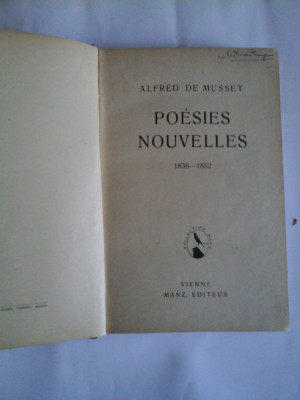 ALFRED DE MUSSET
POÉSIES
NOUVELLES
1836—1852
VIENNE
MANZ, ÉDITEUR